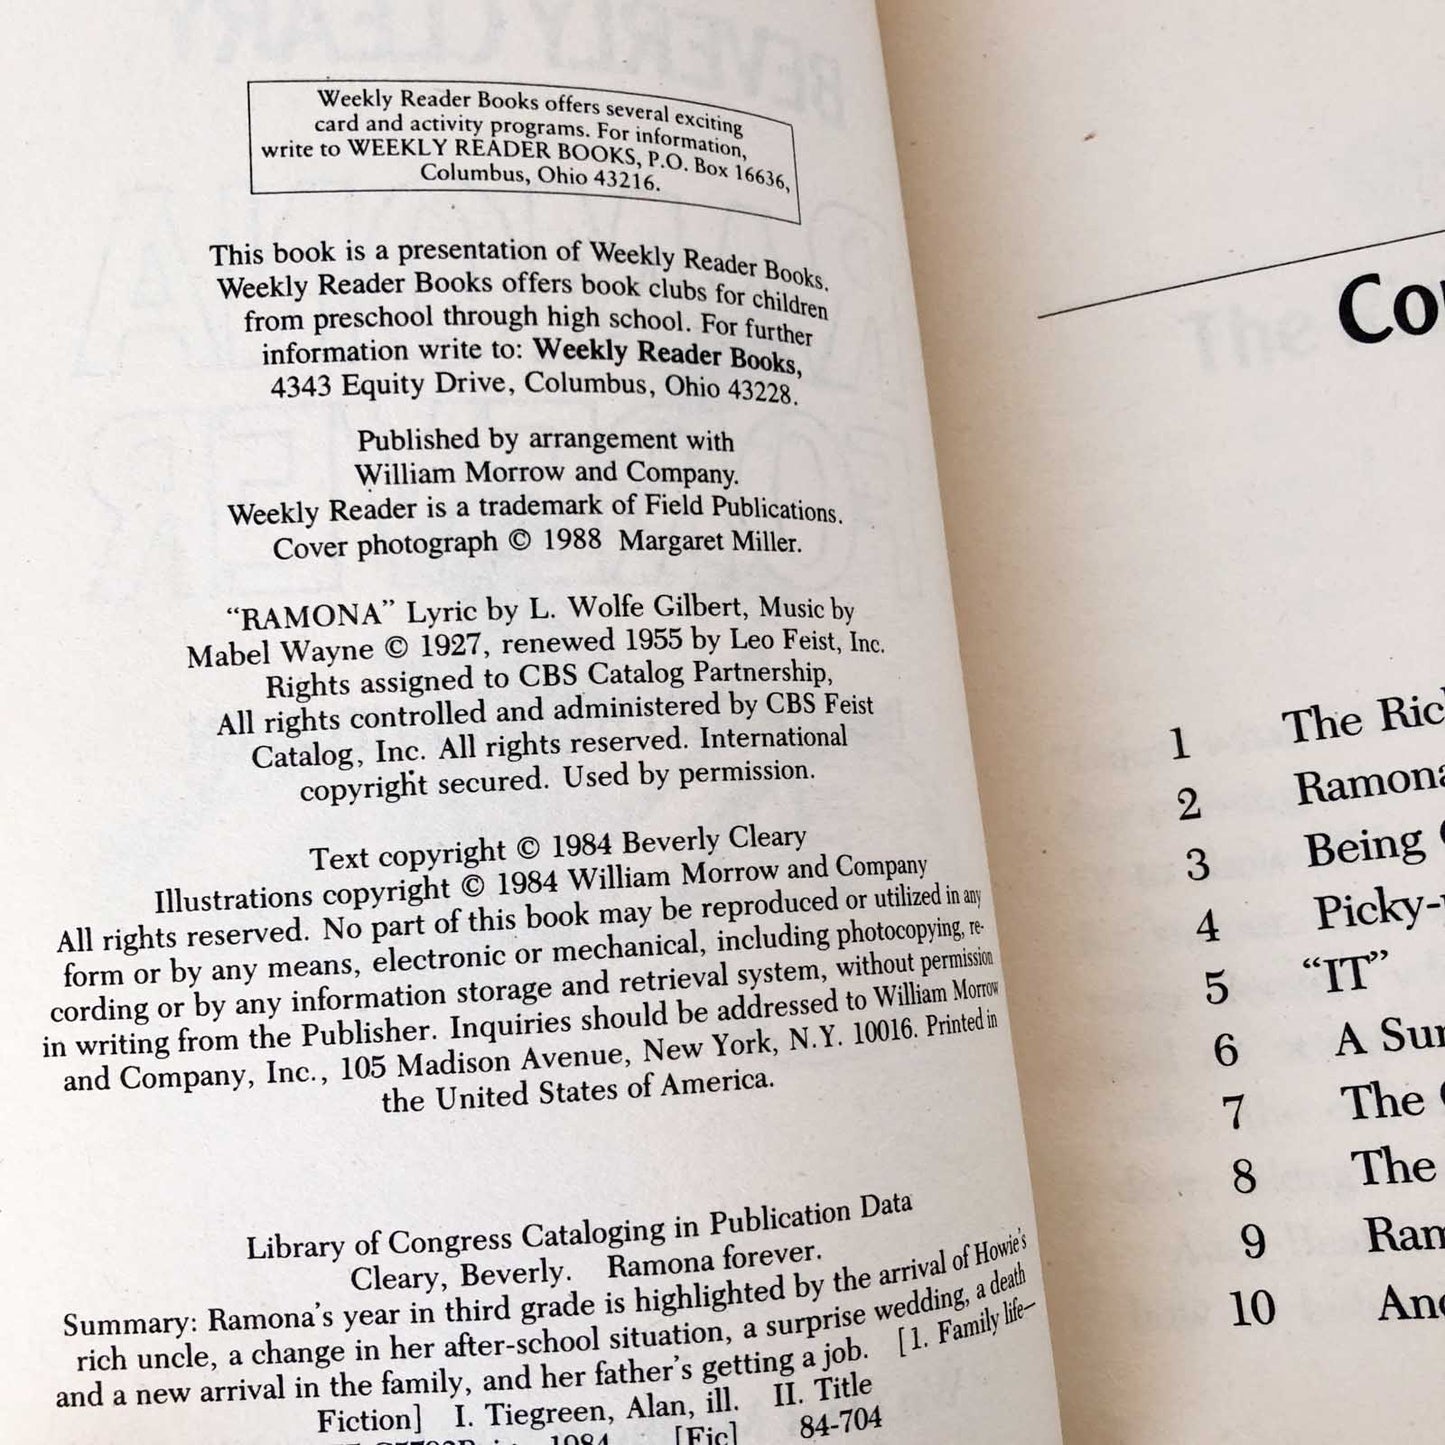 Weekly Reader Books offers several exciting
card and activity programs. For information,
write to WEEKLY READER BOOKS, P.O. Box 16636,
Columbus, Ohio 43216.
This book is a presentation of Weekly Reader Books.
Weekly Reader Books offers book clubs for children
from preschool through high school. For further
information write to: Weekly Reader Books,
4343 Equity Drive, Columbus, Ohio 43228.
Published by arrangement with
William Morrow and Company.
Weekly Reader is a trademark of Field Publications.
Cover photograph © 1988 Margaret Miller.
“RAMONA” Lyric by L. Wolfe Gilbert, Music by
Mabel Wayne © 1927, renewed 1955 by Leo Feist, Inc.
Rights assigned to CBS Catalog Partnership,
All rights controlled and administered by CBS Feist
Catalog, Inc. All rights reserved. International
copyright secured. Used by permission.
Text copyright © 1984 Beverly Cleary
Illustrations copyright © 1984 William Morrow and Company
All rights reserved. No part of this book may be reproduced or utilized in any
form or by any means, electronic or mechanical, including photocopying, re-
cording or by any information storage and retrieval system, without permission
in writing from the Publisher. Inquiries should be addressed to William Morrow
and Company, Inc., 105 Madison Avenue, New York, N.Y. 10016. Printed in
the United States of America.
Library of Congress Cataloging in Publication Data
Cleary, Beverly. Ramona forever.
Summary: Ramona’s year in third grade is highlighted by the arrival of Howie’s
rich uncle, a change in her after-school situation, a surprise wedding, a death
and a new arrival in the family, and her father’s getting a job. [1. Family life—
Fiction] I. Tiegreen, Alan, ill. II. Title
1984 [Fic] 84-704
Co
1 The Ric
2 Ramona
3 Being
4 Picky-
5 “IT”
6 A Sur
7 The
8 The
9 Ram
10 And